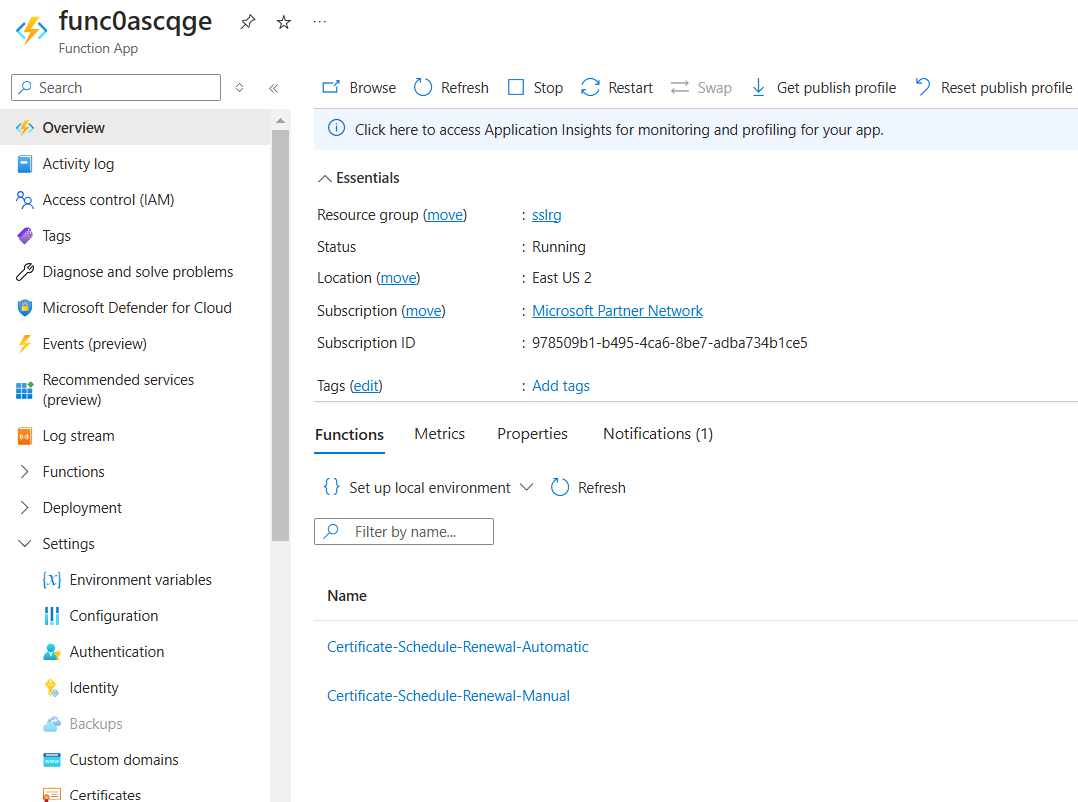 func0ascqge
Function App
Search
Browse Refresh Stop Restart Swap Get publish profile Reset publish profile
Overview
Activity log
Access control (IAM)
Tags
Diagnose and solve problems
Microsoft Defender for Cloud
Events (preview)
Recommended services
(preview)
Log stream
Functions
Deployment
Settings
Environment variables
Configuration
Authentication
Identity
Backups
Custom domains
Certificates
Click here to access Application Insights for monitoring and profiling for your app.
Essentials
Resource group (move) : sslrg
Status : Running
Location (move) : East US 2
Subscription (move) : Microsoft Partner Network
Subscription ID : 978509b1-b495-4ca6-8be7-adba734b1ce5
Tags (edit) : Add tags
Functions Metrics Properties Notifications (1)
{} Set up local environment Refresh
Filter by name...
Name
Certificate-Schedule-Renewal-Automatic
Certificate-Schedule-Renewal-Manual